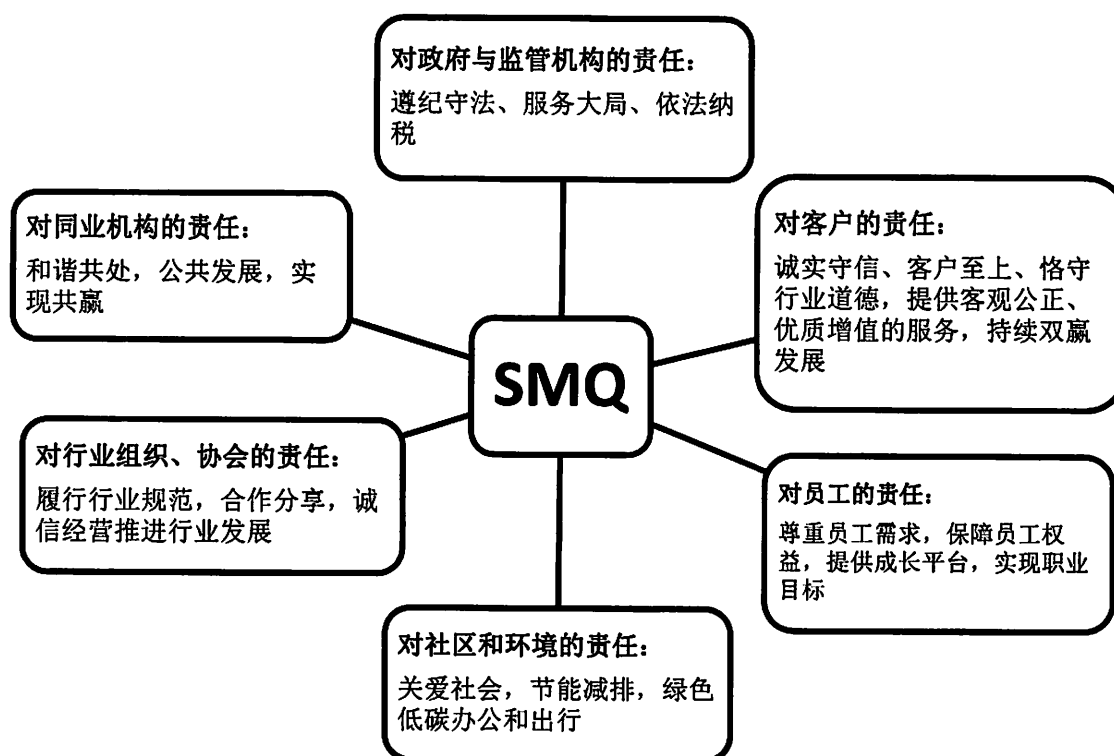 对政府与监管机构的责任：
遵纪守法、服务大局、依法纳
税
对同业机构的责任：
和谐共处，公共发展，实
现共赢
对客户的责任：
诚实守信、客户至上、恪守
行业道德，提供客观公正、
优质增值的服务，持续双赢
发展
SMQ
对行业组织、协会的责任：
履行行业规范，合作分享，诚
信经营推进行业发展
对员工的责任：
尊重员工需求，保障员工权
益，提供成长平台，实现职业
目标
对社区和环境的责任：
关爱社会，节能减排，绿色
低碳办公和出行